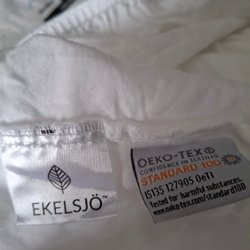 EKELSJÖ
OEKO-TEX®
CONFIDENCE IN TEXTILES
STANDARD 100
IS135 127905 OeTI
Tested for harmful substances.
www.oeko-tex.com/standard100